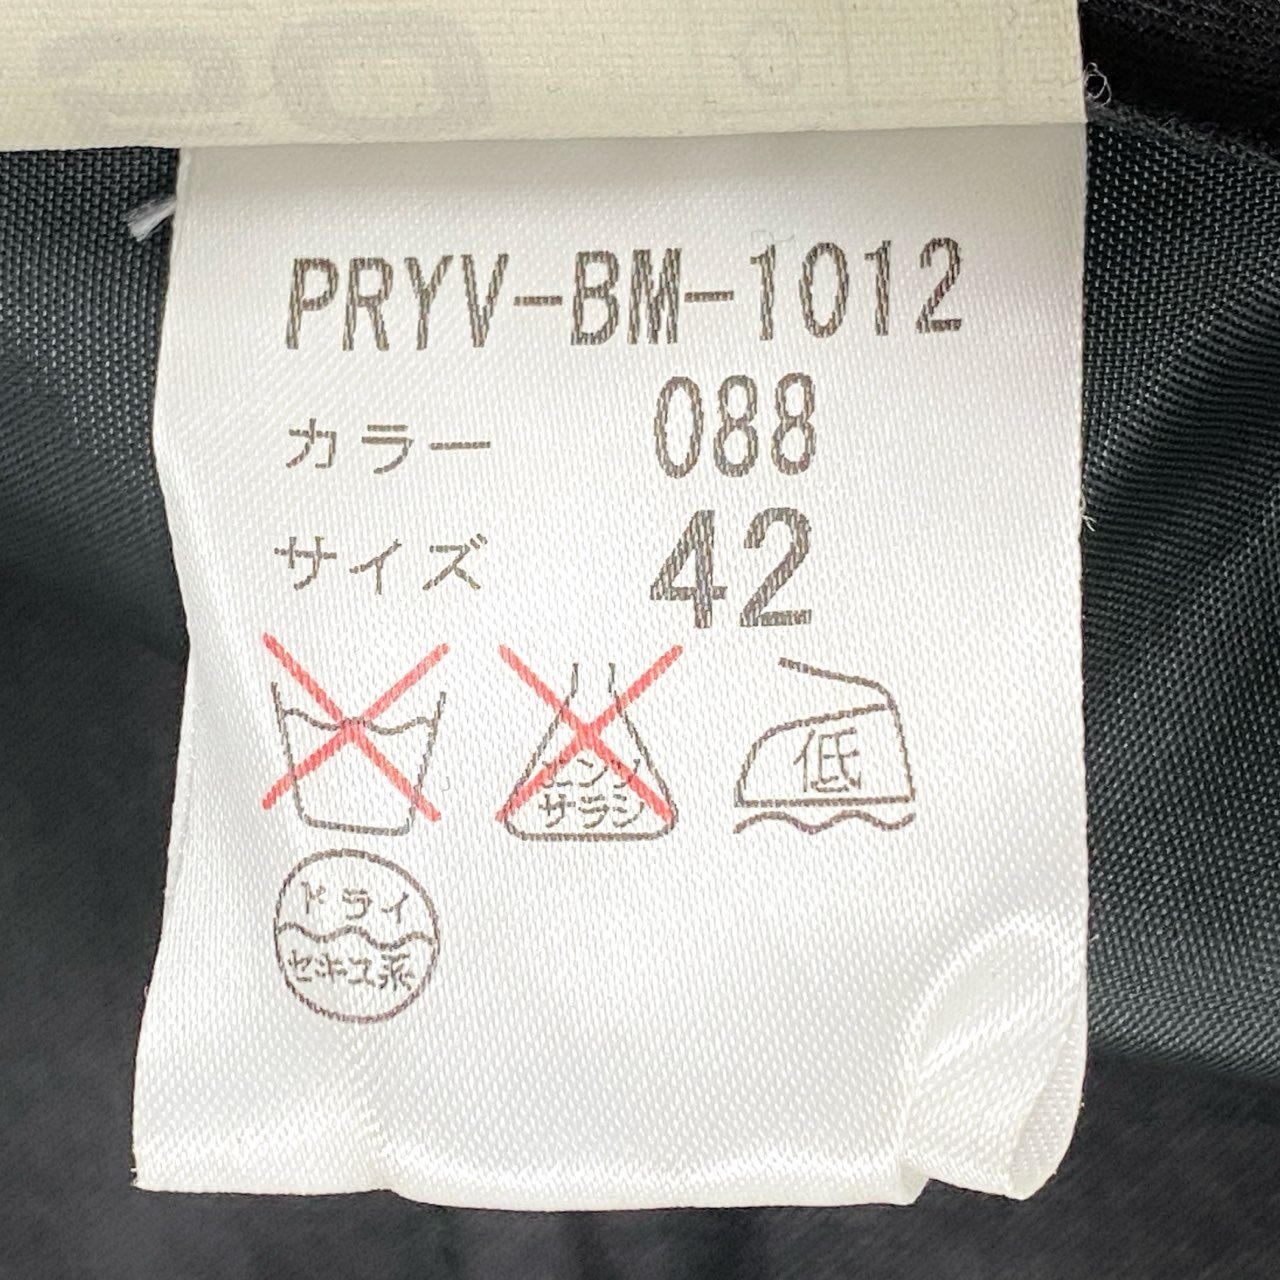 PRYV-BM-1012
カラー 088
サイズ 42
エンソ
サラシ
低
ドライ
セキユ系